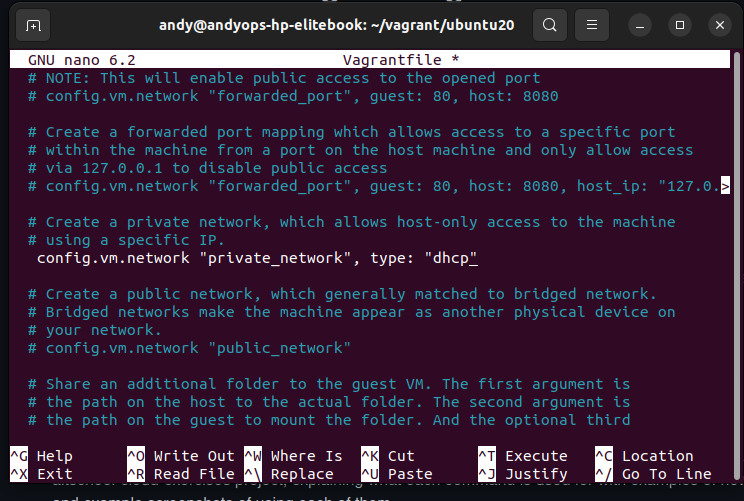 andy@andyops-hp-elitebook: ~/vagrant/ubuntu20
GNU nano 6.2 Vagrantfile *
# NOTE: This will enable public access to the opened port
# config.vm.network "forwarded_port", guest: 80, host: 8080
# Create a forwarded port mapping which allows access to a specific port
# within the machine from a port on the host machine and only allow access
# via 127.0.0.1 to disable public access
# config.vm.network "forwarded_port", guest: 80, host: 8080, host_ip: "127.0.>
# Create a private network, which allows host-only access to the machine
# using a specific IP.
config.vm.network "private_network", type: "dhcp"
# Create a public network, which generally matched to bridged network.
# Bridged networks make the machine appear as another physical device on
# your network.
# config.vm.network "public_network"
# Share an additional folder to the guest VM. The first argument is
# the path on the host to the actual folder. The second argument is
# the path on the guest to mount the folder. And the optional third
^G Help ^O Write Out ^W Where Is ^K Cut ^T Execute ^C Location
^X Exit ^R Read File ^\ Replace ^U Paste ^J Justify ^/ Go To Line
and example screenshots of using each of them